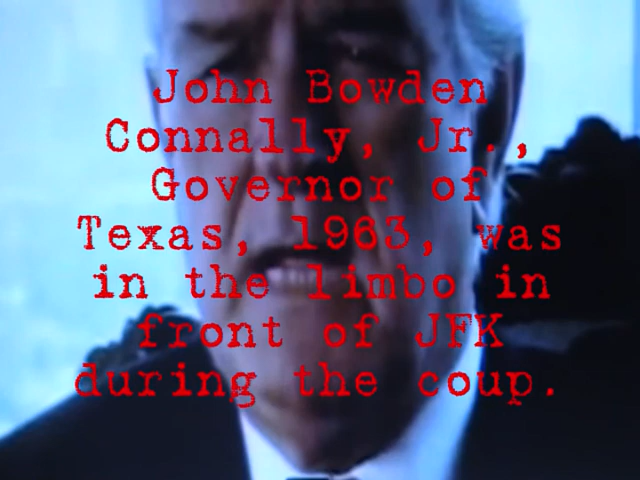 John Bowden
Connally, Jr.,
Governor of
Texas, 1963, was
in the limbo in
front of JFK
during the coup.